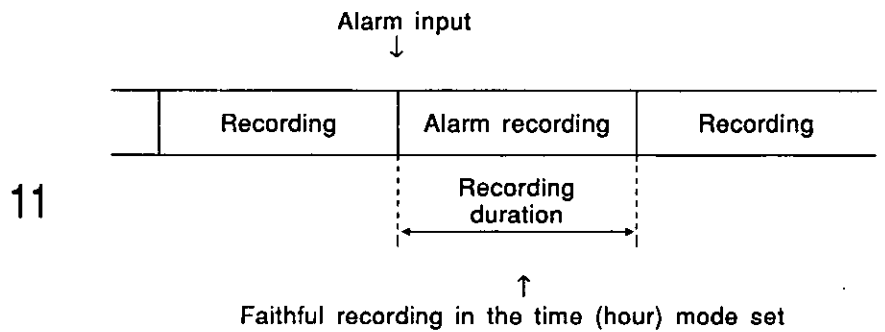 Alarm input
↓
Recording Alarm recording Recording
Recording
duration
11
↑
Faithful recording in the time (hour) mode set